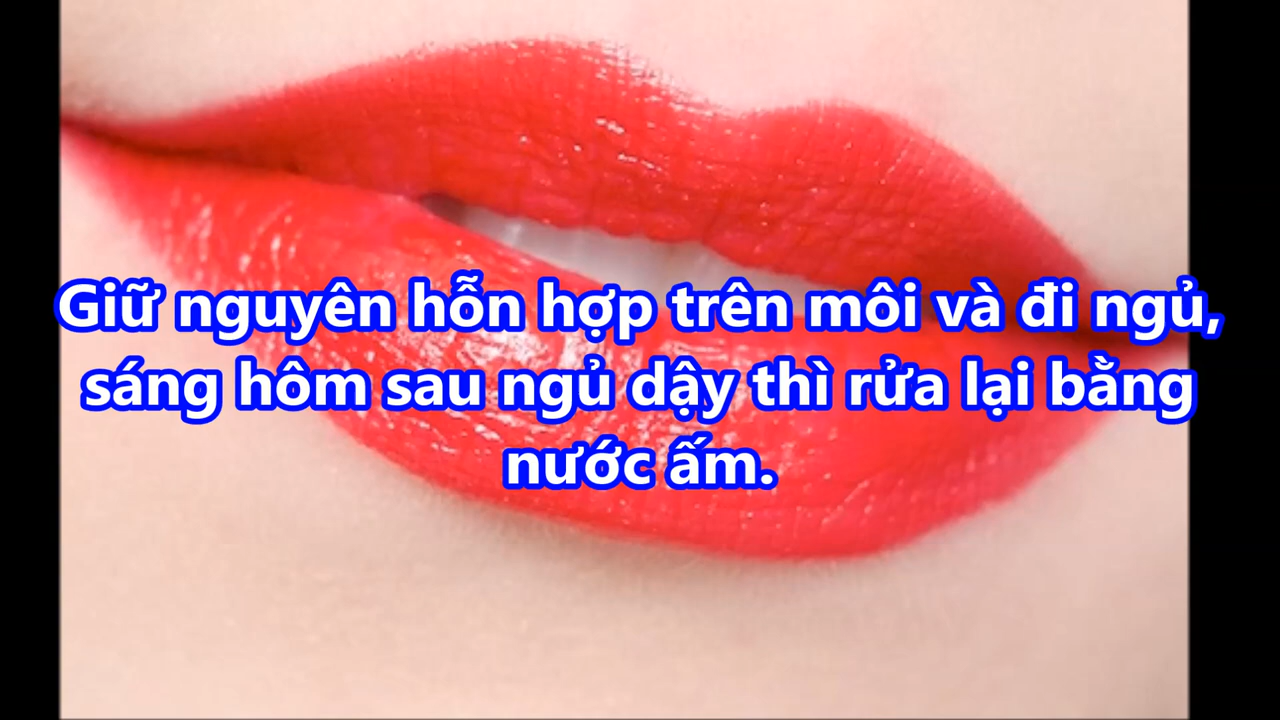 Giữ nguyên hỗn hợp trên môi và đi ngủ,
sáng hôm sau ngủ dậy thì rửa lại bằng
nước ấm.